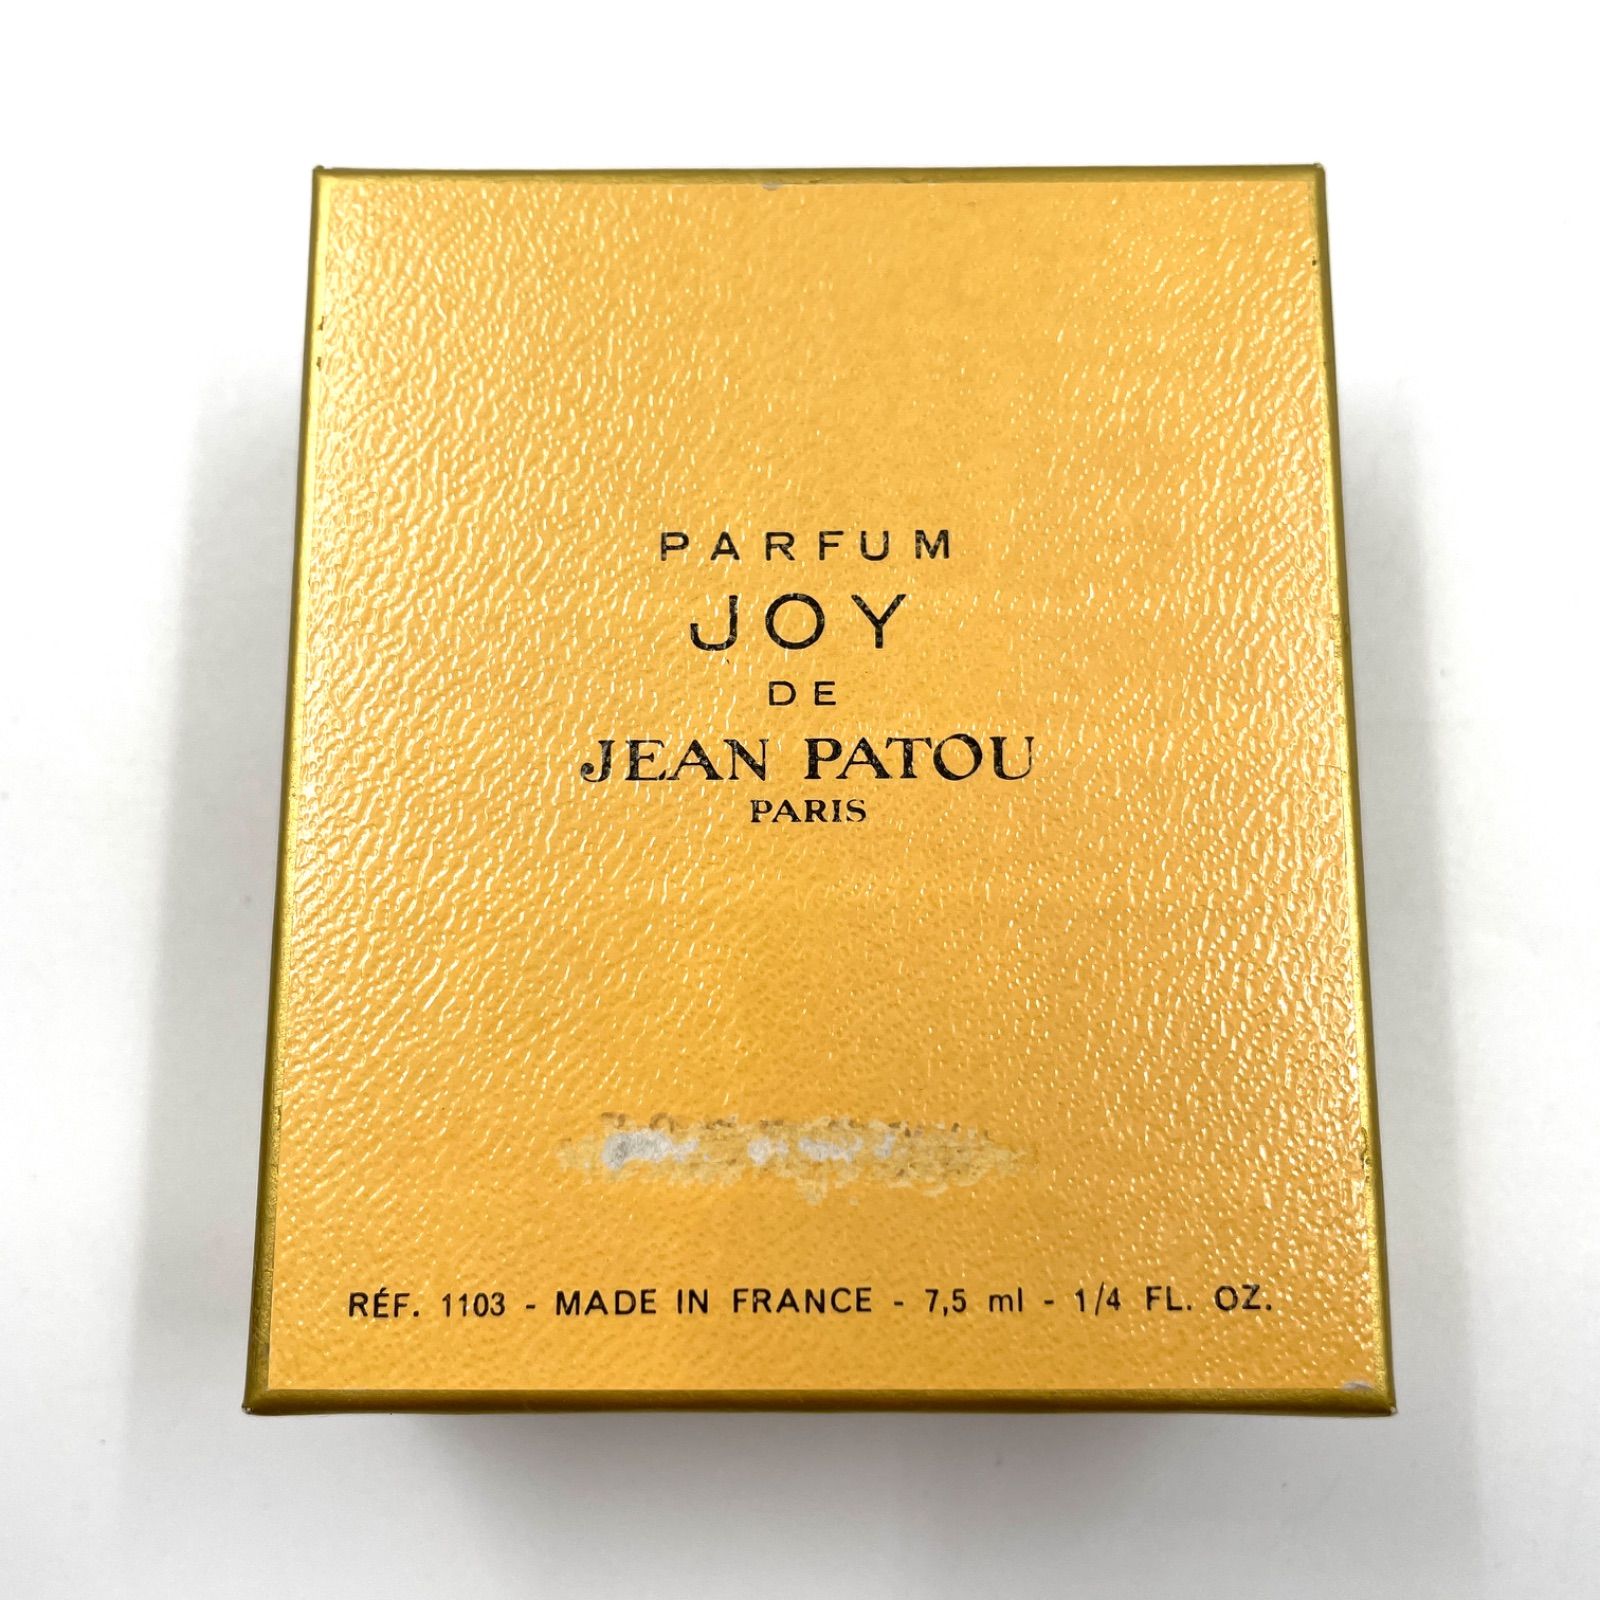 PARFUM
JOY
DE
JEAN PATOU
PARIS
RÉF. 1103 - MADE IN FRANCE - 7,5 ml - 1/4 FL. OZ.